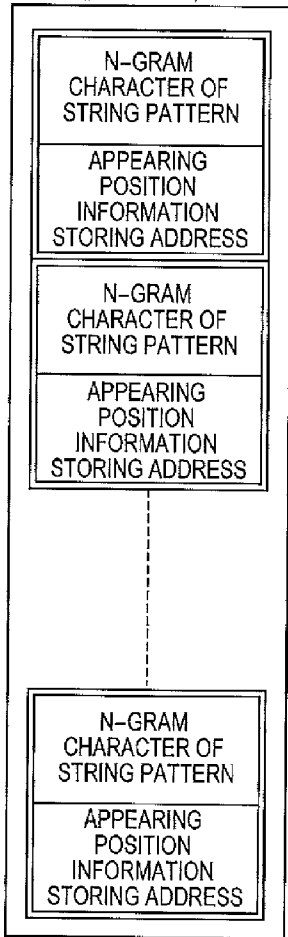 N-GRAM
CHARACTER OF
STRING PATTERN
APPEARING
POSITION
INFORMATION
STORING ADDRESS
N-GRAM
CHARACTER OF
STRING PATTERN
APPEARING
POSITION
INFORMATION
STORING ADDRESS
N-GRAM
CHARACTER OF
STRING PATTERN
APPEARING
POSITION
INFORMATION
STORING ADDRESS